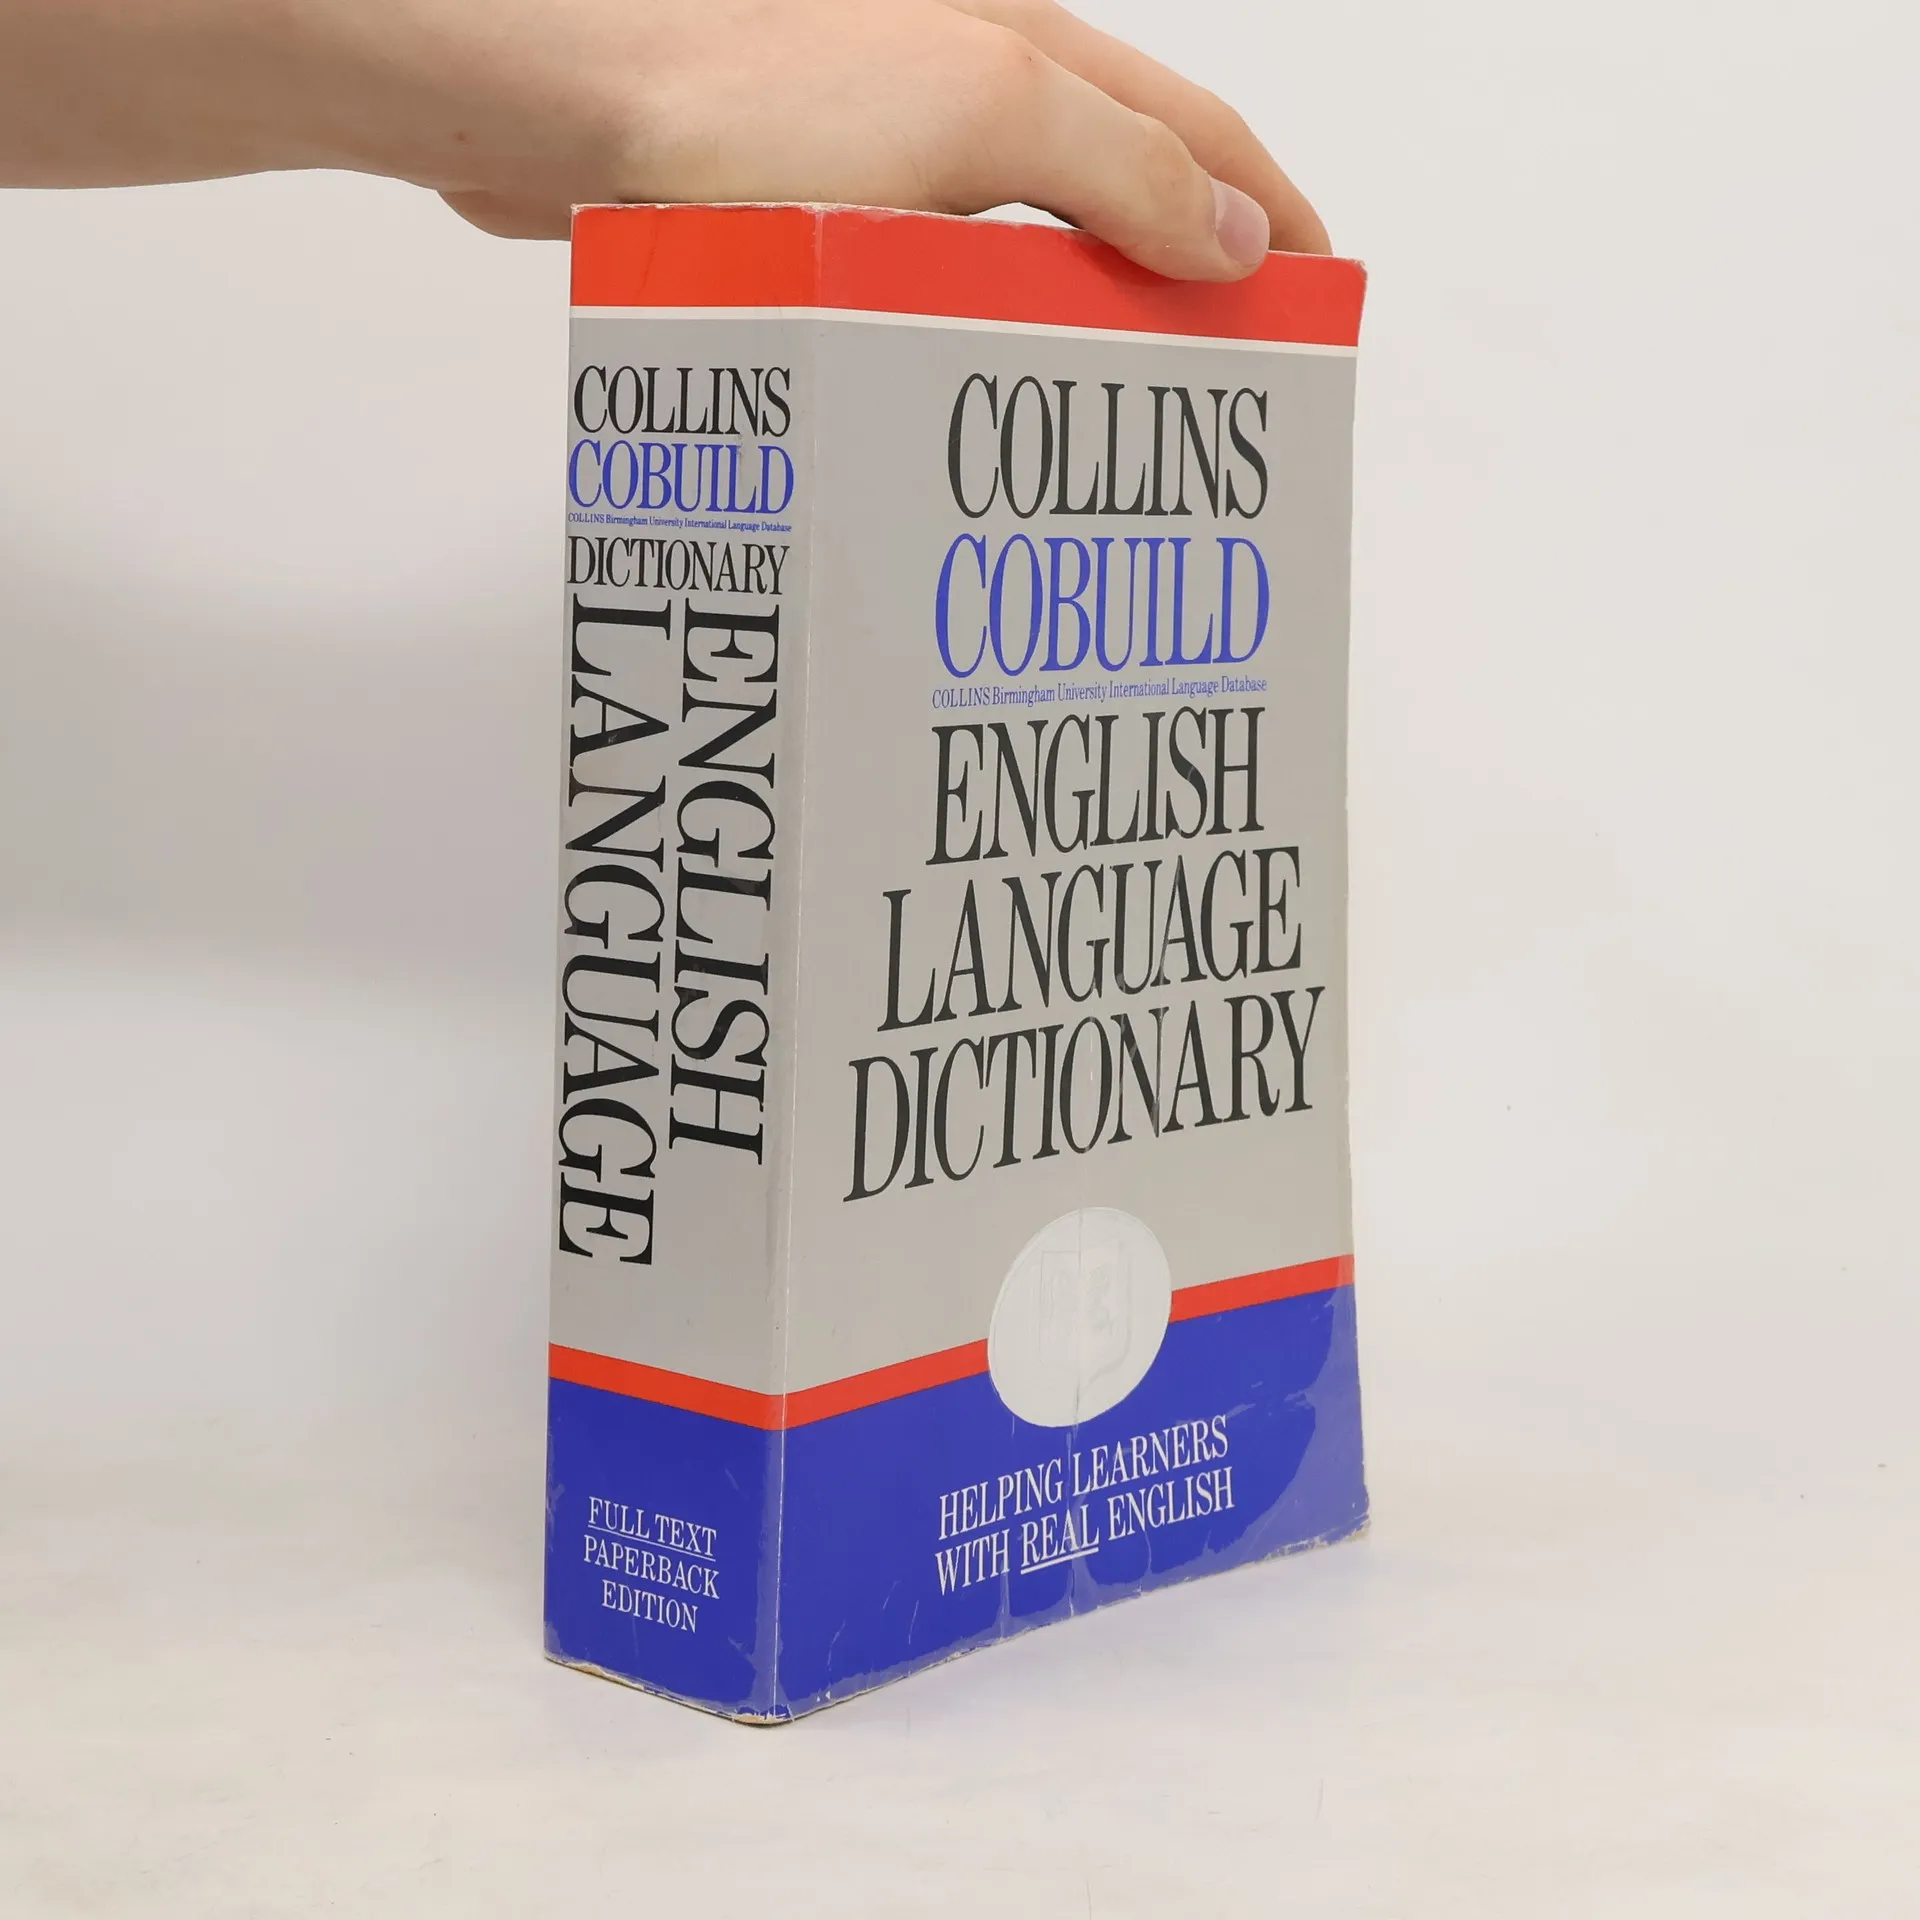 COLLINS
COBUILD
COLLINS Birmingham University International Language Database
DICTIONARY
ENGLISH
LANGUAGE
FULL TEXT
PAPERBACK
EDITION
COLLINS
COBUILD
COLLINS Birmingham University International Language Database
ENGLISH
LANGUAGE
DICTIONARY
HELPING LEARNERS
WITH REAL ENGLISH